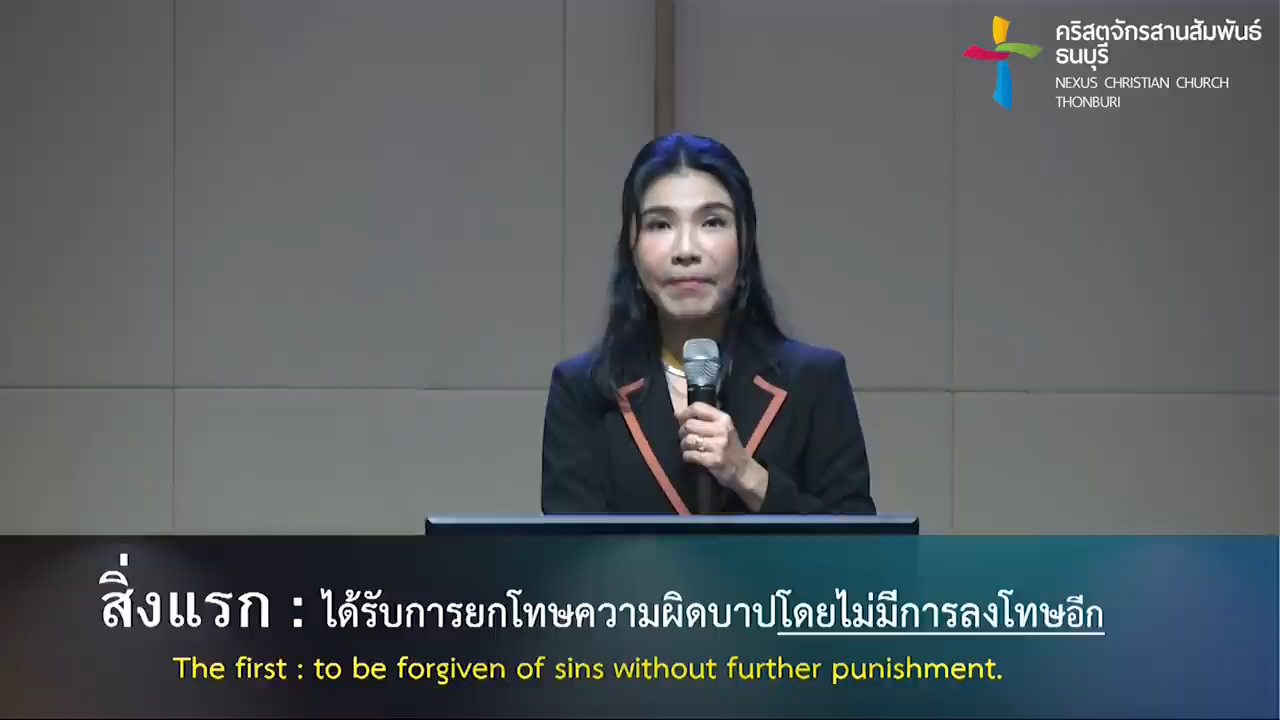 คริสตจักรสานสัมพันธ์
ธนบุรี
NEXUS CHRISTIAN CHURCH
THONBURI
สิ่งแรก : ได้รับการยกโทษความผิดบาปโดยไม่มีการลงโทษอีก
The first : to be forgiven of sins without further punishment.